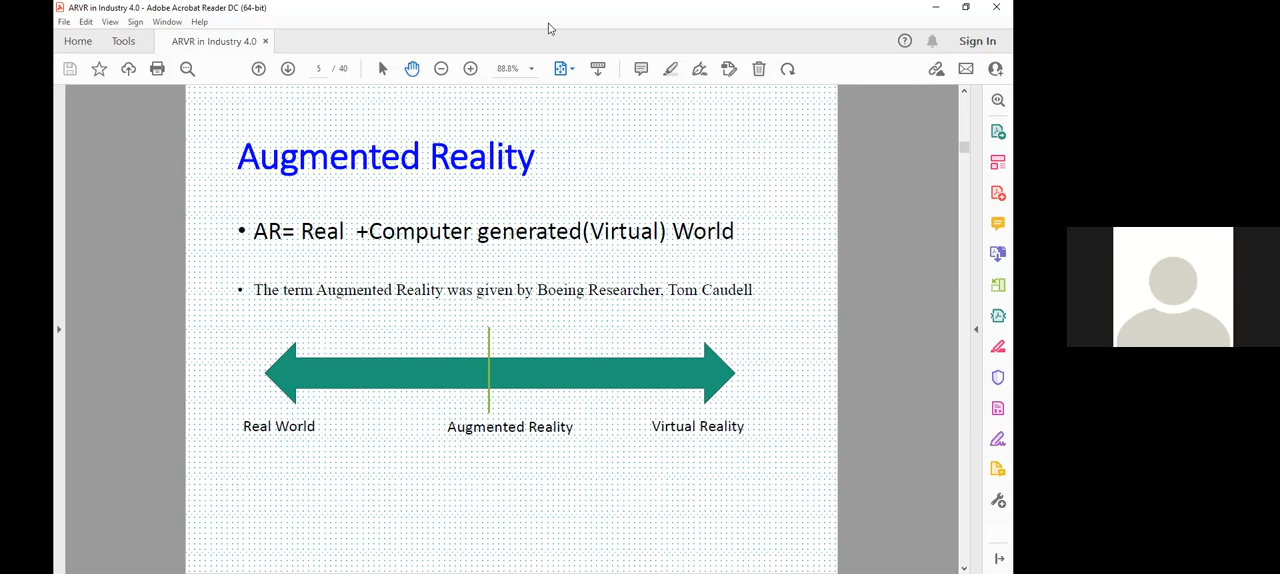 ARVR in Industry 4.0 - Adobe Acrobat Reader DC (64-bit)
File Edit View Sign Window Help
Home Tools ARVR in Industry 4.0 × Sign In
5 / 40 88.8%
Augmented Reality
• AR= Real +Computer generated(Virtual) World
• The term Augmented Reality was given by Boeing Researcher, Tom Caudell
Real World Augmented Reality Virtual Reality